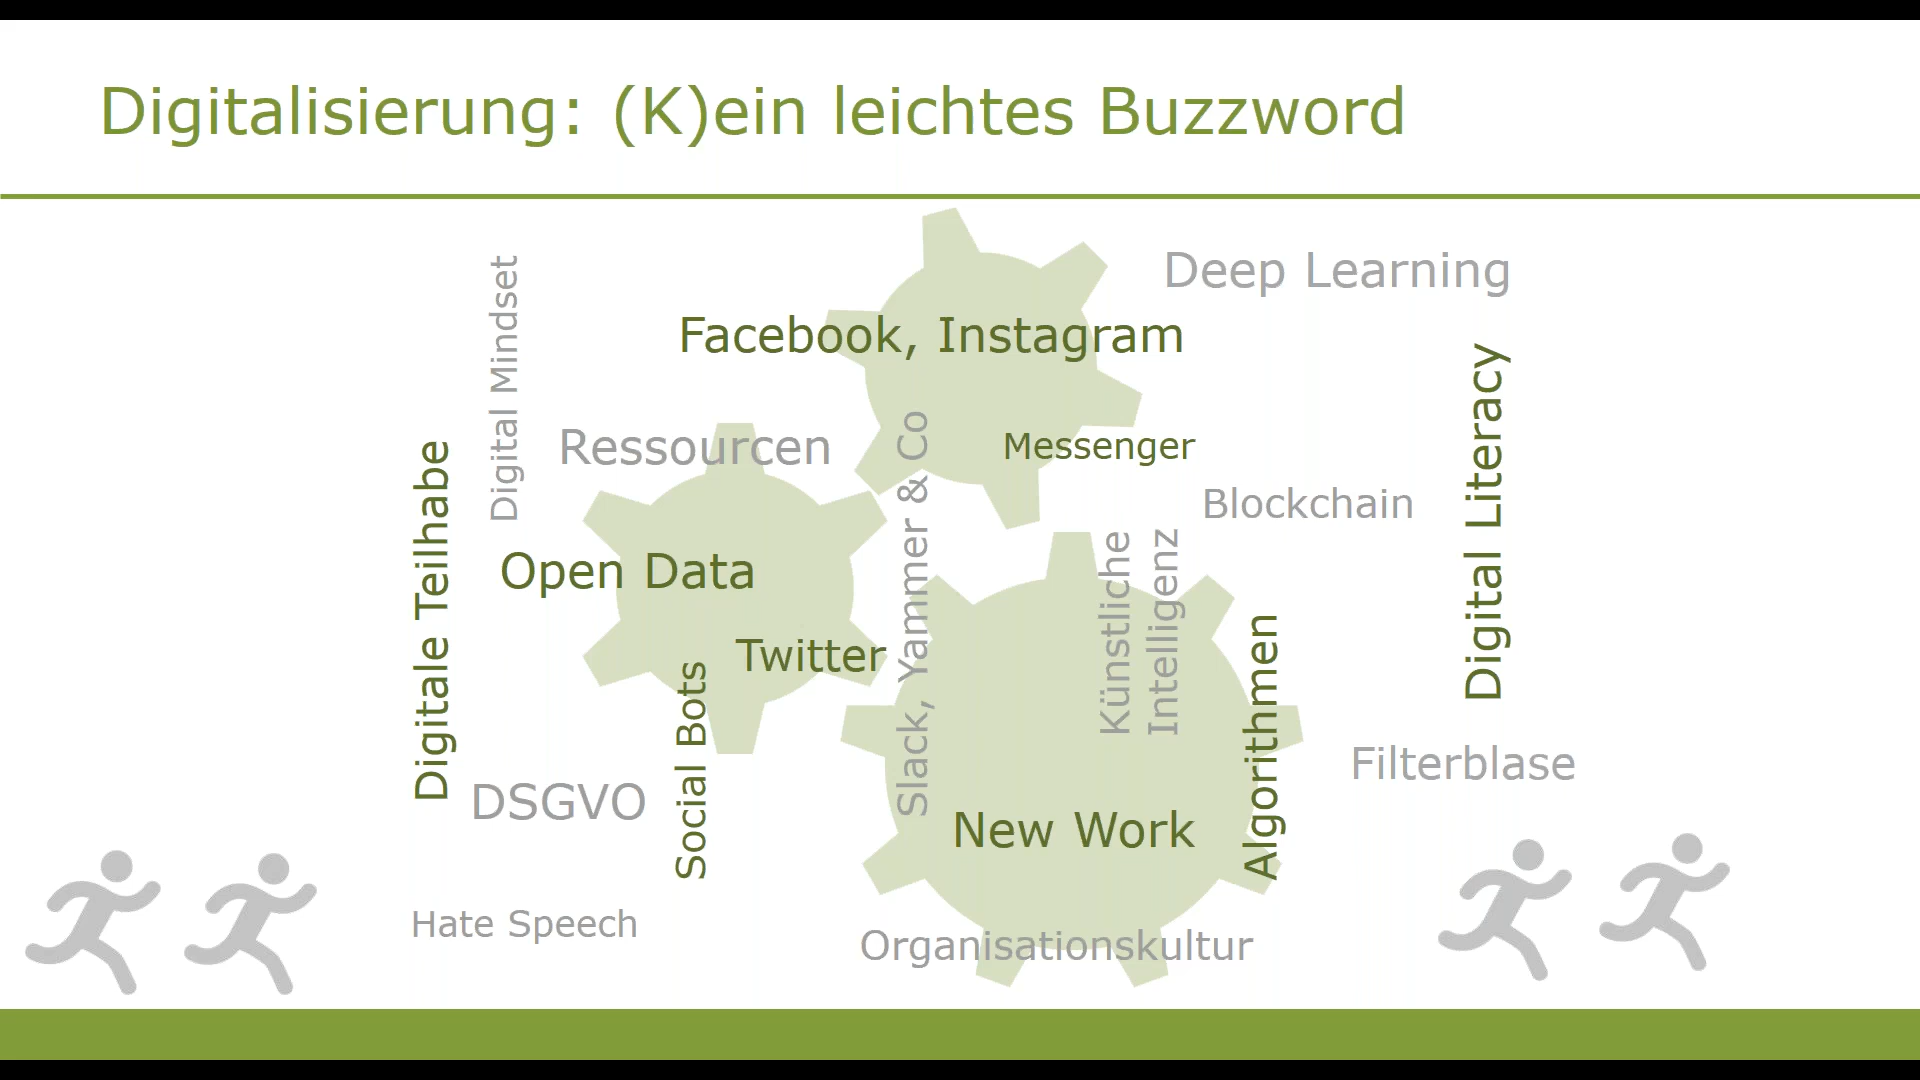 Digitalisierung: (K)ein leichtes Buzzword
Deep Learning
Digital Mindset
Facebook, Instagram
Digital Literacy
Ressourcen
Messenger
Slack, Yammer & Co
Digitale Teilhabe
Blockchain
Open Data
Künstliche
Intelligenz
Twitter
Algorithmen
Social Bots
Filterblase
DSGVO
New Work
Hate Speech
Organisationskultur